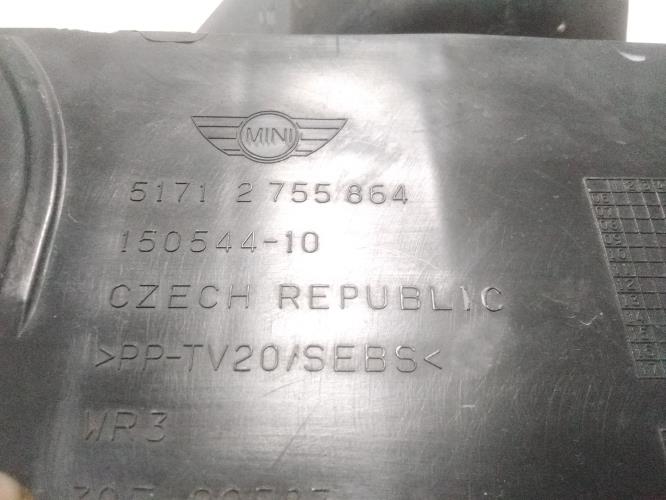 MINI
5171 2 755 864
150544-10
CZECH REPUBLIC
>PP-TV20/SEBS<
WR3